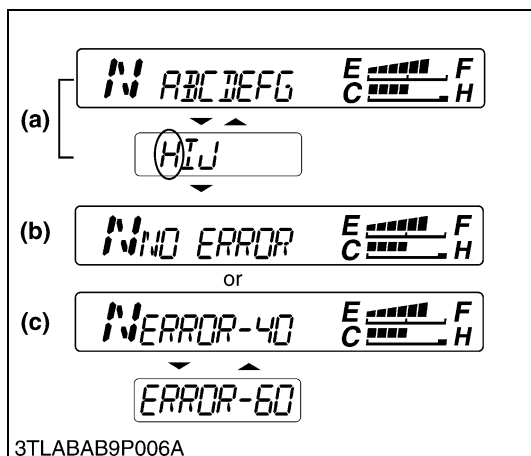 N ABCDEFG E F
C H
(a)
HIJ
(b) N NO ERROR E F
C H
or
(c) N ERROR-40 E F
C H
ERROR-60
3TLABAB9P006A